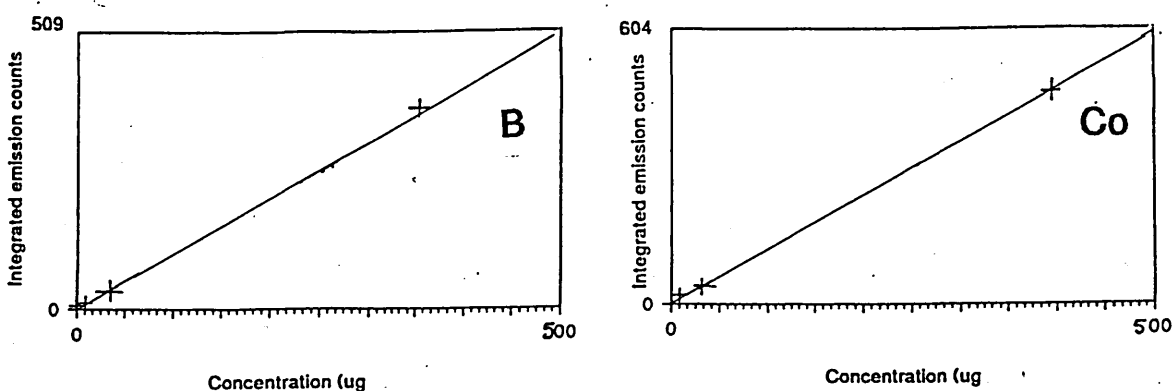 509
Integrated emission counts
B
0
0
500
Concentration (ug
604
Integrated emission counts
Co
0
0
500
Concentration (ug